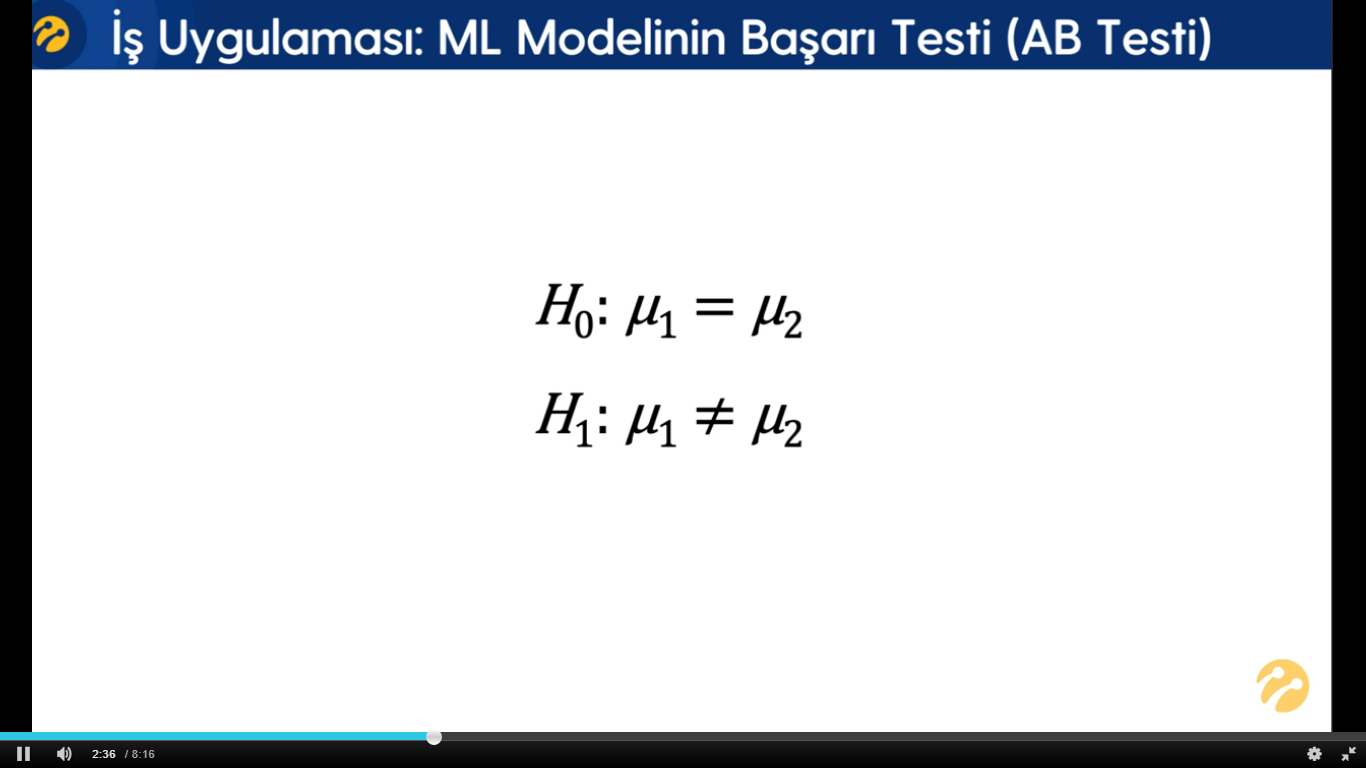 İş Uygulaması: ML Modelinin Başarı Testi (AB Testi)
H₀: μ₁ = μ₂
H₁: μ₁ ≠ μ₂
2:36 / 8:16